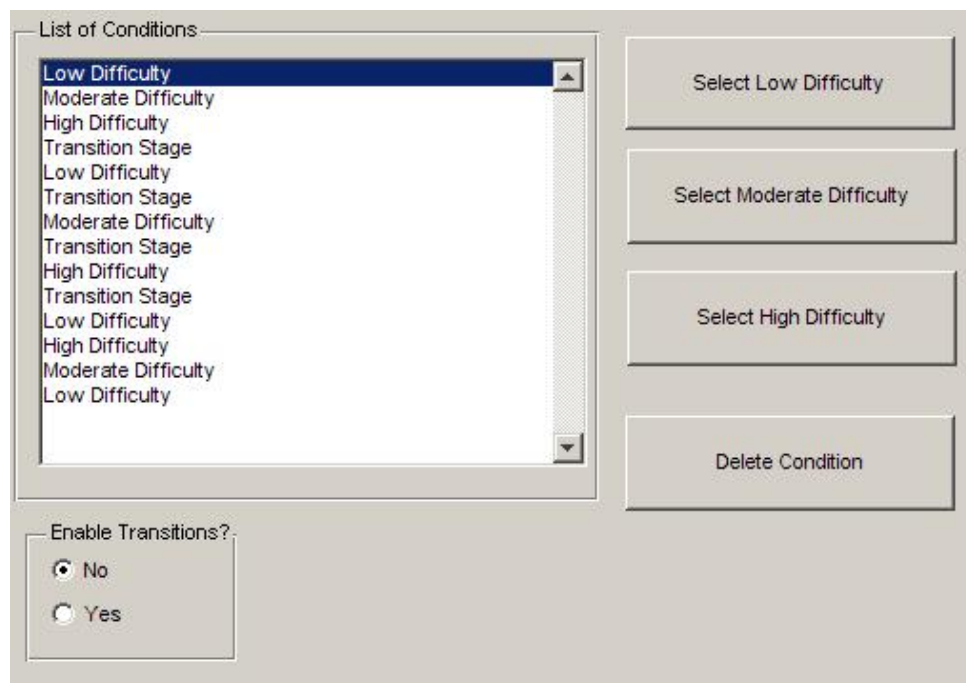 List of Conditions
Low Difficulty
Moderate Difficulty
High Difficulty
Transition Stage
Low Difficulty
Transition Stage
Moderate Difficulty
Transition Stage
High Difficulty
Transition Stage
Low Difficulty
High Difficulty
Moderate Difficulty
Low Difficulty
Select Low Difficulty
Select Moderate Difficulty
Select High Difficulty
Delete Condition
Enable Transitions?
No
Yes